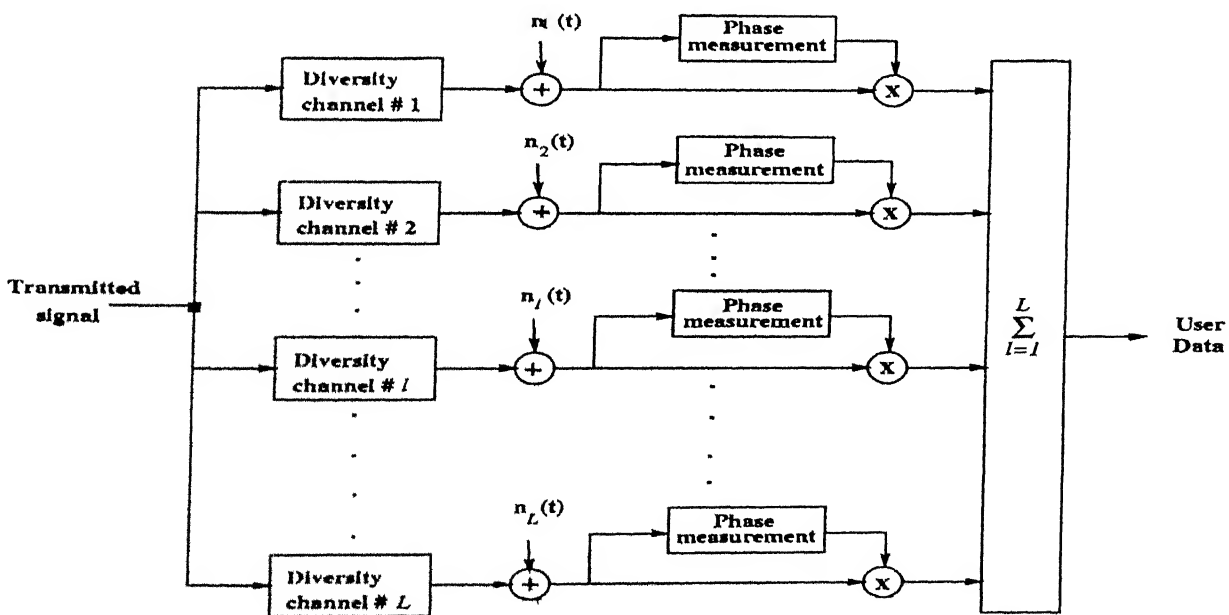 n₁(t)
Phase
measurement
Diversity
channel # 1
+
x
n₂(t)
Phase
measurement
Diversity
channel # 2
+
x
Transmitted
signal
n_l(t)
Phase
measurement
Diversity
channel # l
+
x
L
∑
l=1
User
Data
n_L(t)
Phase
measurement
Diversity
channel # L
+
x